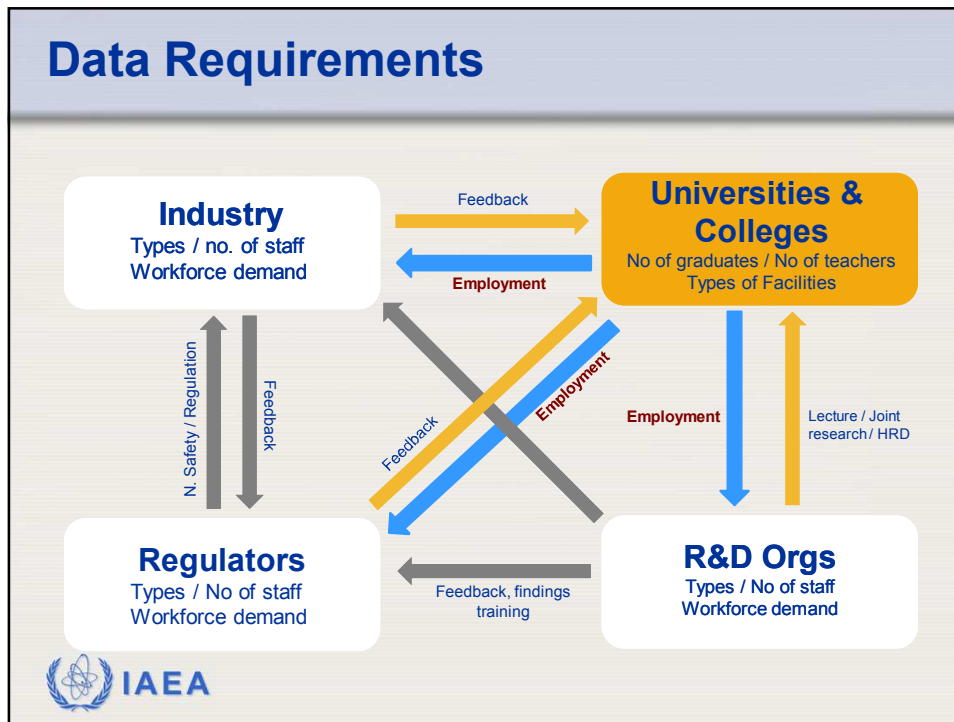 Data Requirements
Industry
Types / no. of staff
Workforce demand
Feedback
Employment
Universities &
Colleges
No of graduates / No of teachers
Types of Facilities
N. Safety / Regulation
Feedback
Feedback
Employment
Employment
Lecture / Joint
research / HRD
Regulators
Types / No of staff
Workforce demand
Feedback, findings
training
R&D Orgs
Types / No of staff
Workforce demand
IAEA